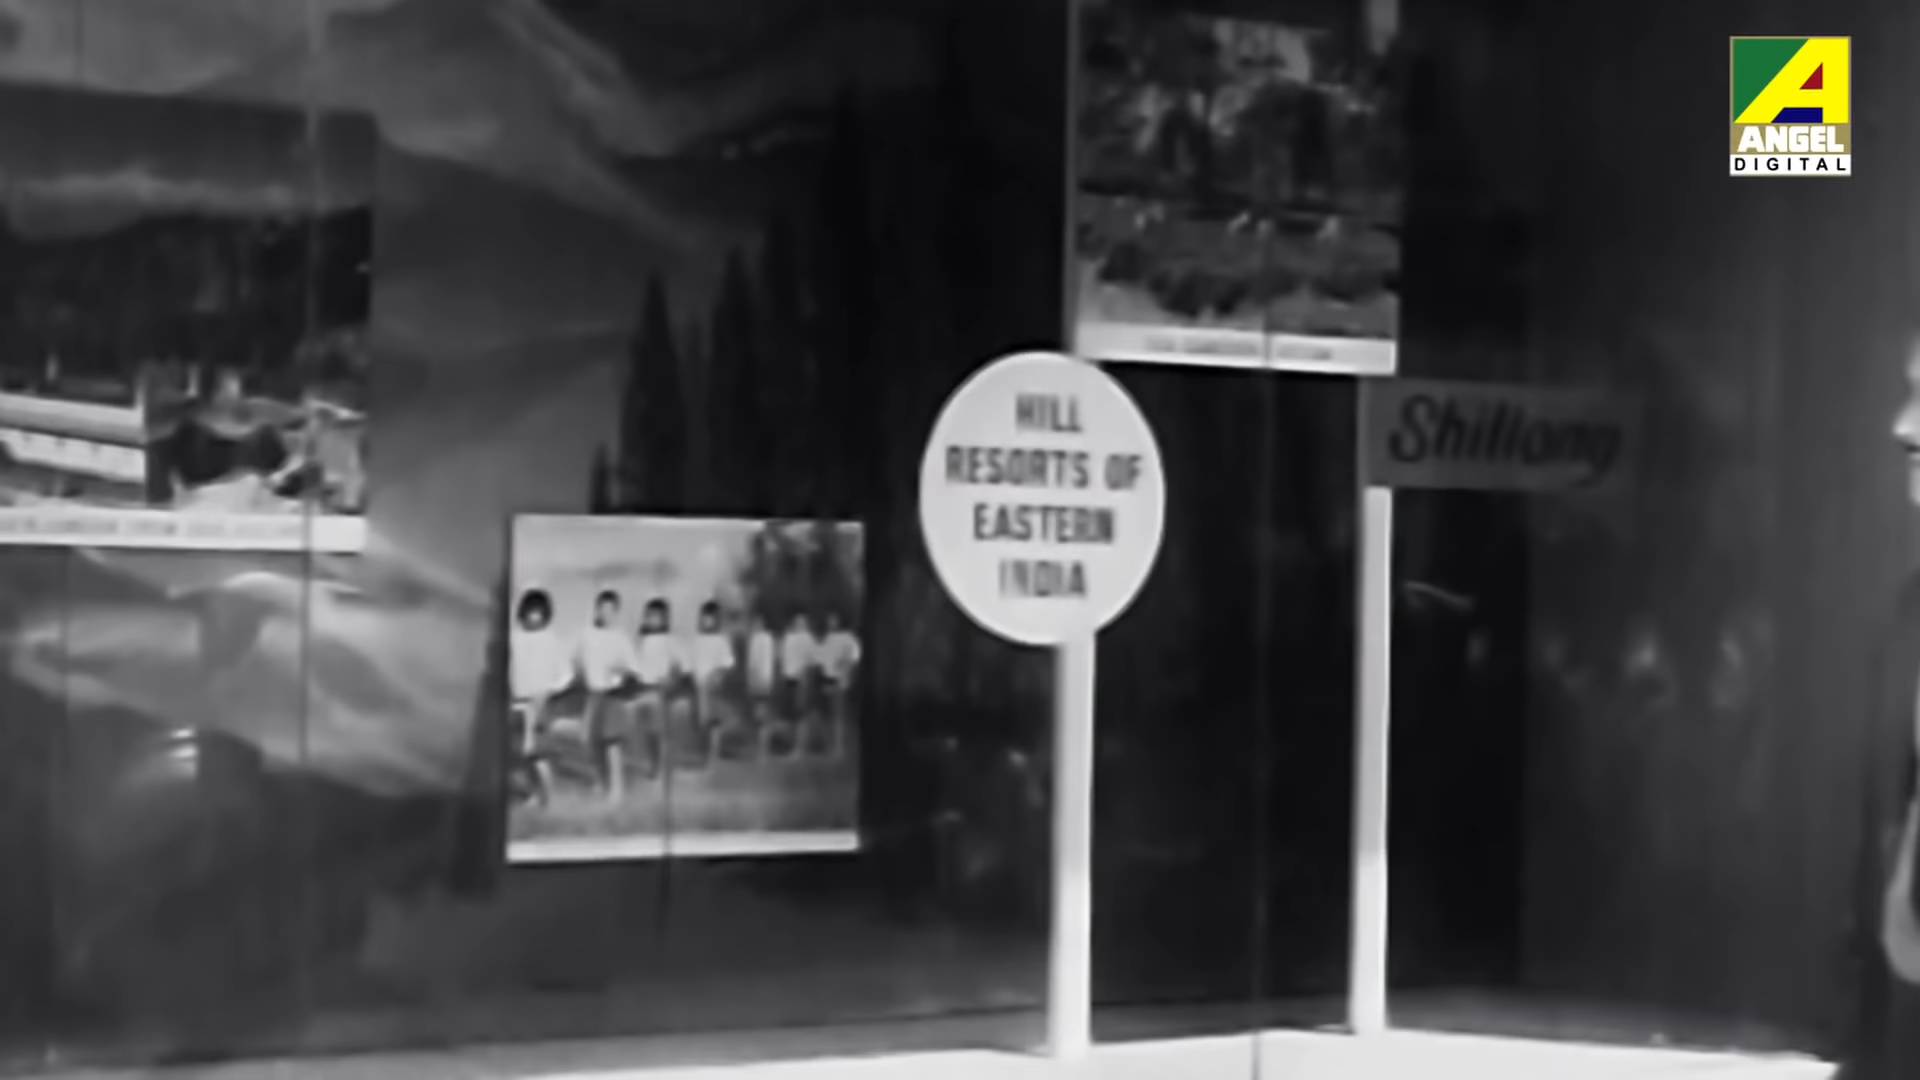 ANGEL
DIGITAL
HILL
RESORTS OF
EASTERN
INDIA
Shillong